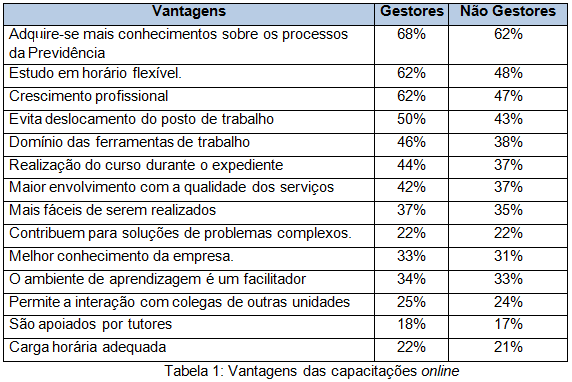 Vantagens Gestores Não Gestores
Adquire-se mais conhecimentos sobre os processos 68% 62%
da Previdência
Estudo em horário flexível. 62% 48%
Crescimento profissional 62% 47%
Evita deslocamento do posto de trabalho 50% 43%
Domínio das ferramentas de trabalho 46% 38%
Realização do curso durante o expediente 44% 37%
Maior envolvimento com a qualidade dos serviços 42% 37%
Mais fáceis de serem realizados 37% 35%
Contribuem para soluções de problemas complexos. 22% 22%
Melhor conhecimento da empresa. 33% 31%
O ambiente de aprendizagem é um facilitador 34% 33%
Permite a interação com colegas de outras unidades 25% 24%
São apoiados por tutores 18% 17%
Carga horária adequada 22% 21%
Tabela 1: Vantagens das capacitações online